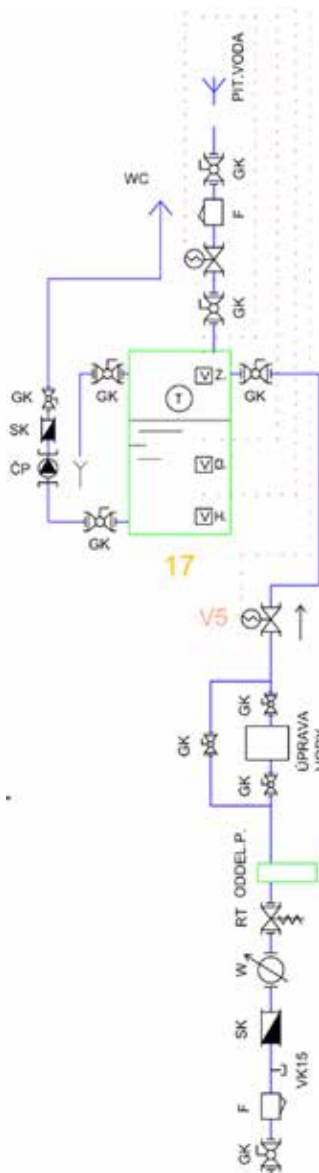 PIT.VODA
GK
WC
F
GK
Z.
T
GK
GK
GK
SK
ČP
V
V
V
H.
GK
17
V5
GK
GK
GK
ÚPRAVA
ODDEL.P.
RT
W
SK
VK15
F
GK